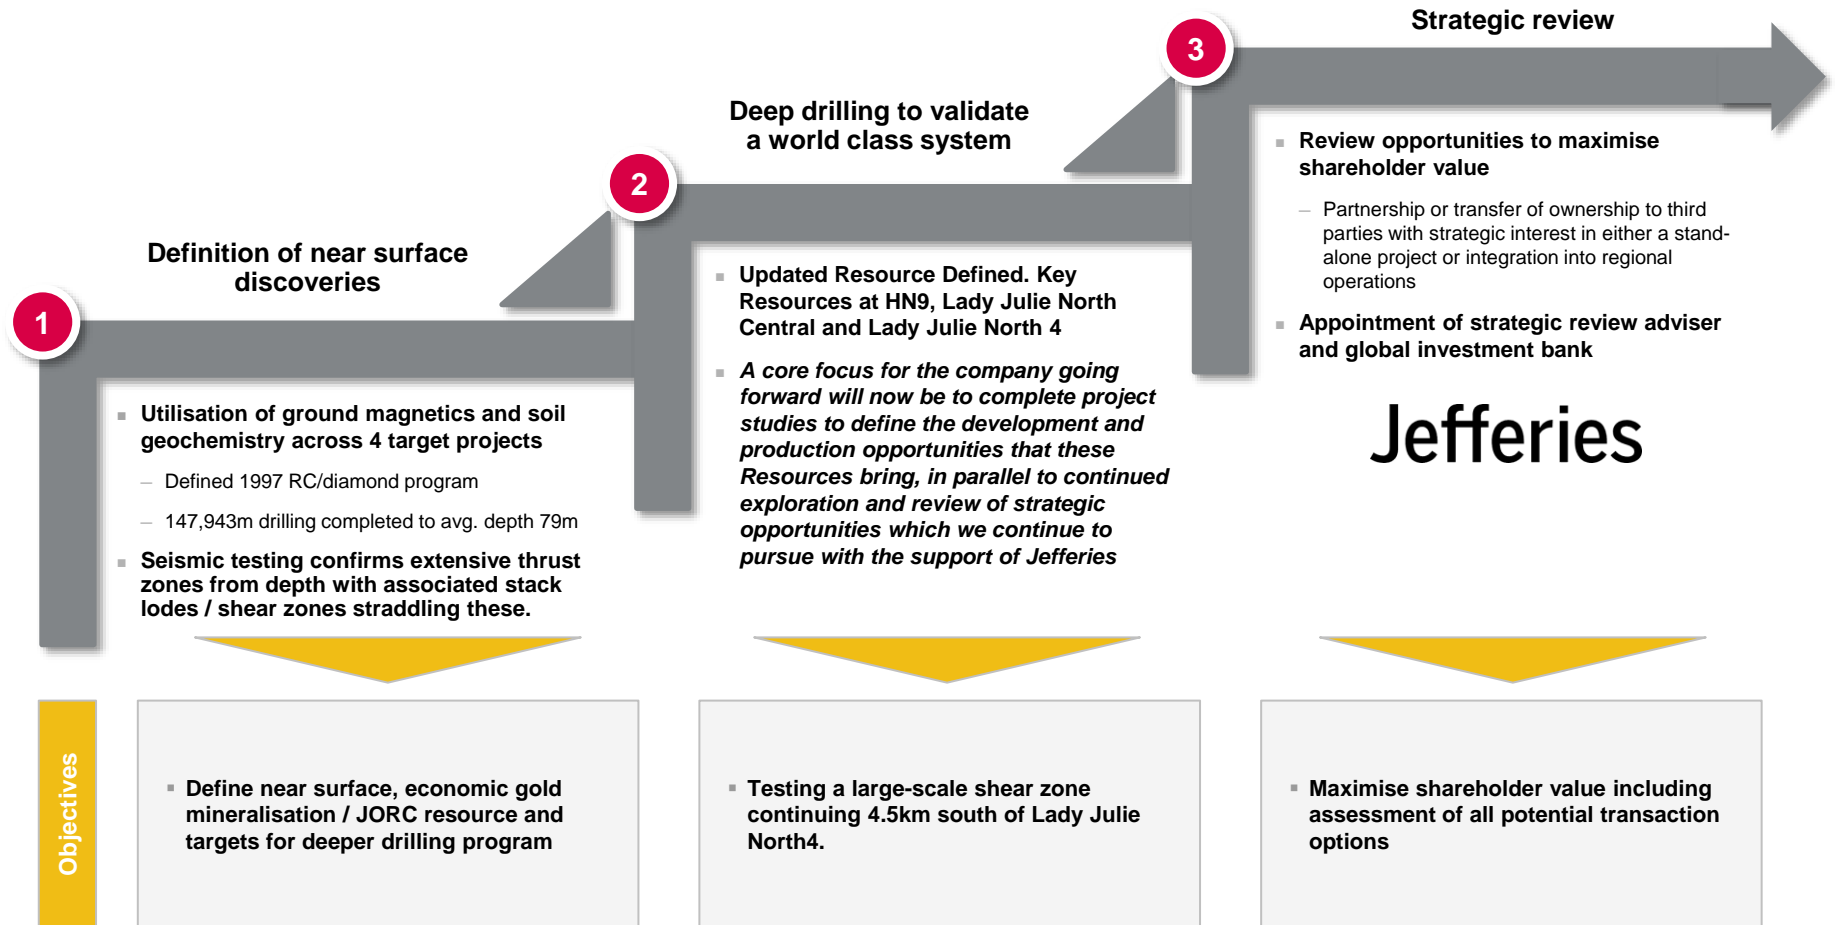 1
Definition of near surface
discoveries
▪ Utilisation of ground magnetics and soil
geochemistry across 4 target projects
– Defined 1997 RC/diamond program
– 147,943m drilling completed to avg. depth 79m
▪ Seismic testing confirms extensive thrust
zones from depth with associated stack
lodes / shear zones straddling these.
2
Deep drilling to validate
a world class system
▪ Updated Resource Defined. Key
Resources at HN9, Lady Julie North
Central and Lady Julie North 4
▪ A core focus for the company going
forward will now be to complete project
studies to define the development and
production opportunities that these
Resources bring, in parallel to continued
exploration and review of strategic
opportunities which we continue to
pursue with the support of Jefferies
3
Strategic review
▪ Review opportunities to maximise
shareholder value
– Partnership or transfer of ownership to third
parties with strategic interest in either a stand-
alone project or integration into regional
operations
▪ Appointment of strategic review adviser
and global investment bank
Jefferies
Objectives
▪ Define near surface, economic gold
mineralisation / JORC resource and
targets for deeper drilling program
▪ Testing a large-scale shear zone
continuing 4.5km south of Lady Julie
North4.
▪ Maximise shareholder value including
assessment of all potential transaction
options